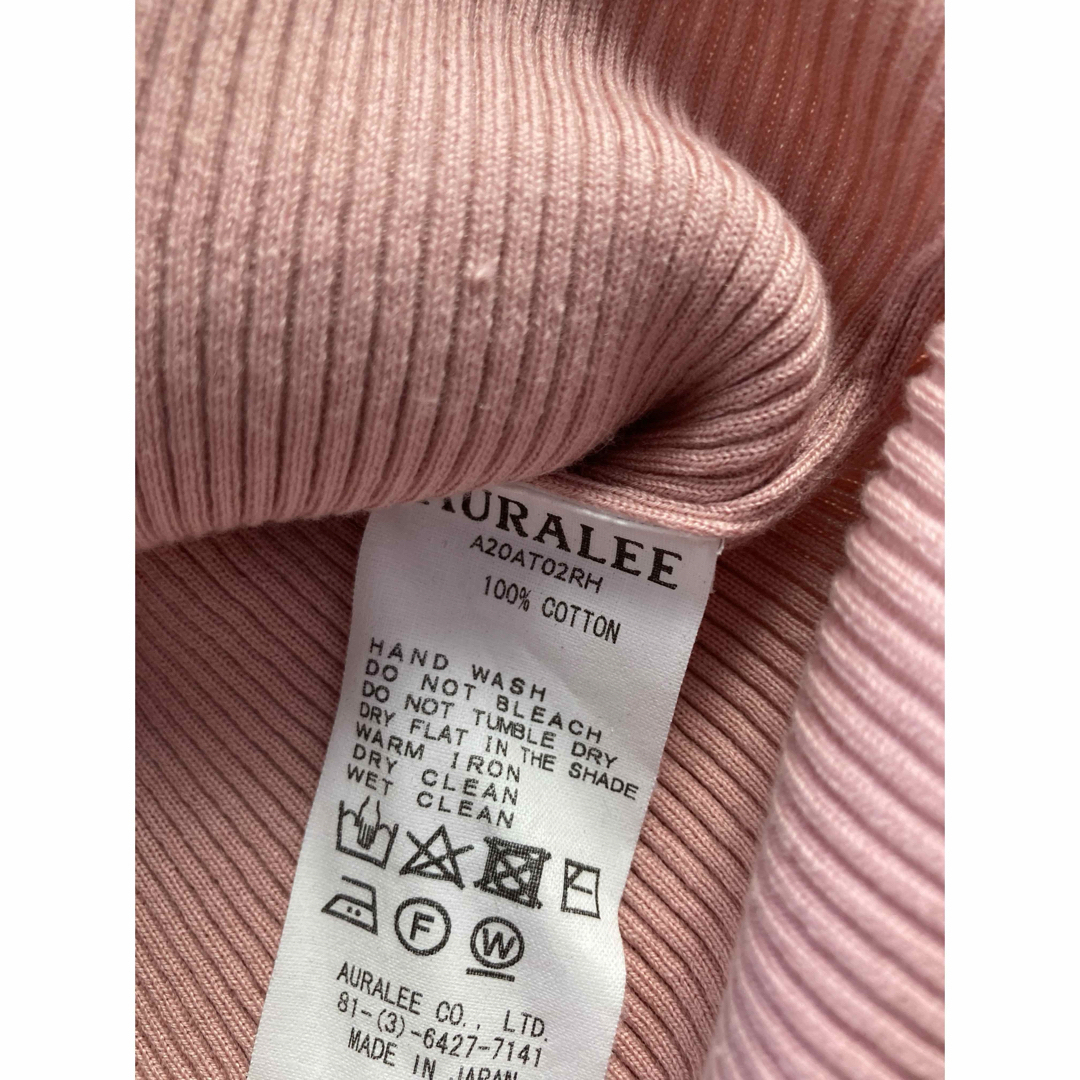 AURALEE
A20AT02RH
100% COTTON
HAND WASH
DO NOT BLEACH
DO NOT TUMBLE DRY
DRY FLAT IN THE SHADE
WARM IRON
DRY CLEAN
WET CLEAN
F W
AURALEE CO., LTD.
81-(3)-6427-7141
MADE IN JAPAN